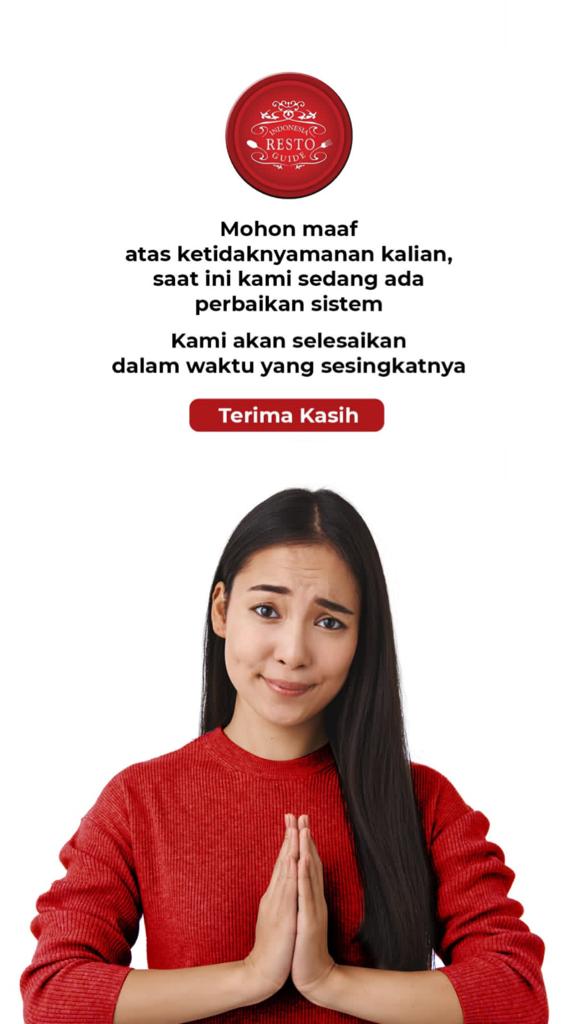 INDONESIA
RESTO
GUIDE
Mohon maaf
atas ketidaknyamanan kalian,
saat ini kami sedang ada
perbaikan sistem
Kami akan selesaikan
dalam waktu yang sesingkatnya
Terima Kasih